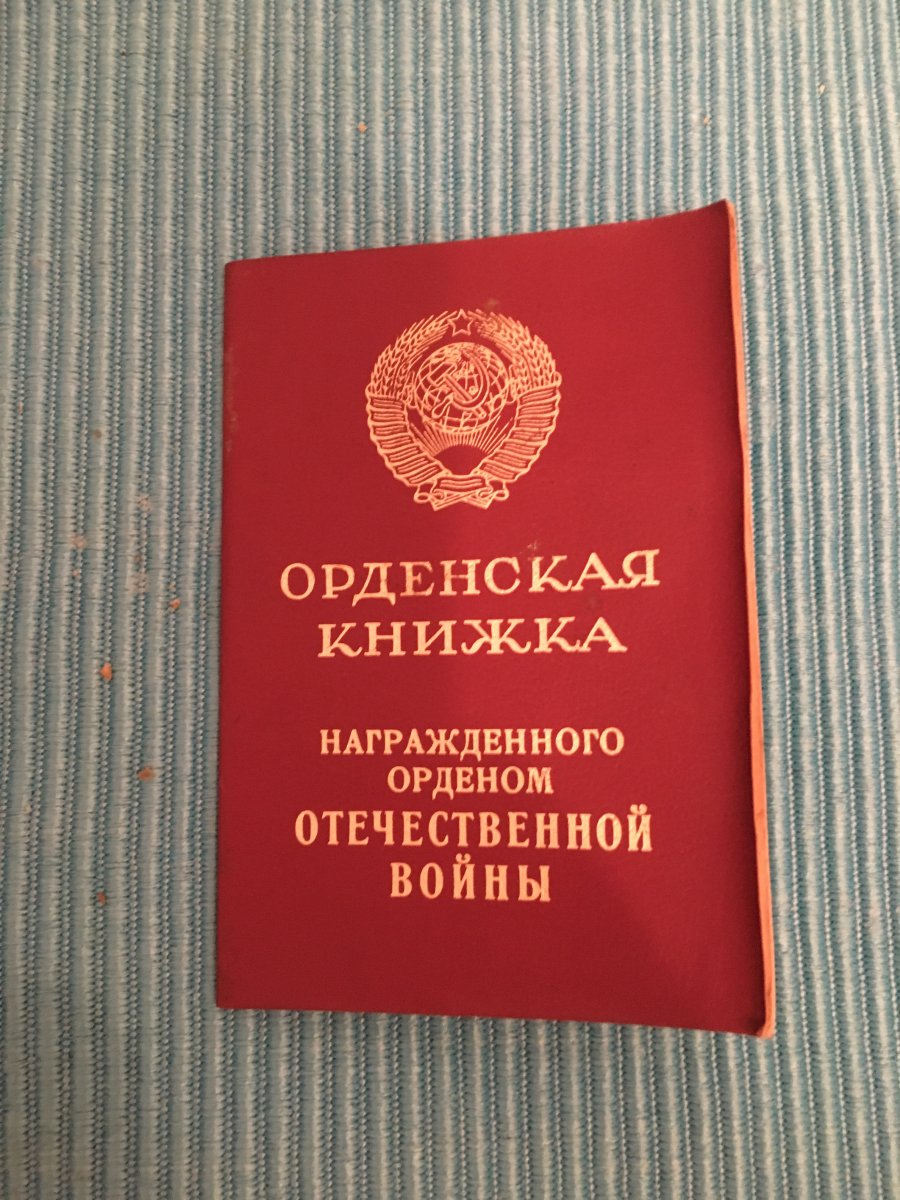 ОРДЕНСКАЯ
КНИЖКА
НАГРАЖДЕННОГО
ОРДЕНОМ
ОТЕЧЕСТВЕННОЙ
ВОЙНЫ